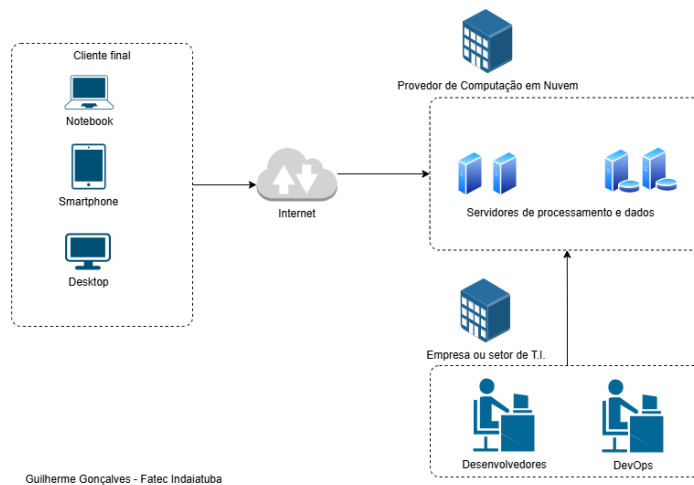 Cliente final
Notebook
Smartphone
Desktop
Internet
Provedor de Computação em Nuvem
Servidores de processamento e dados
Empresa ou setor de T.I.
Desenvolvedores
DevOps
Guilherme Gonçalves - Fatec Indaiatuba